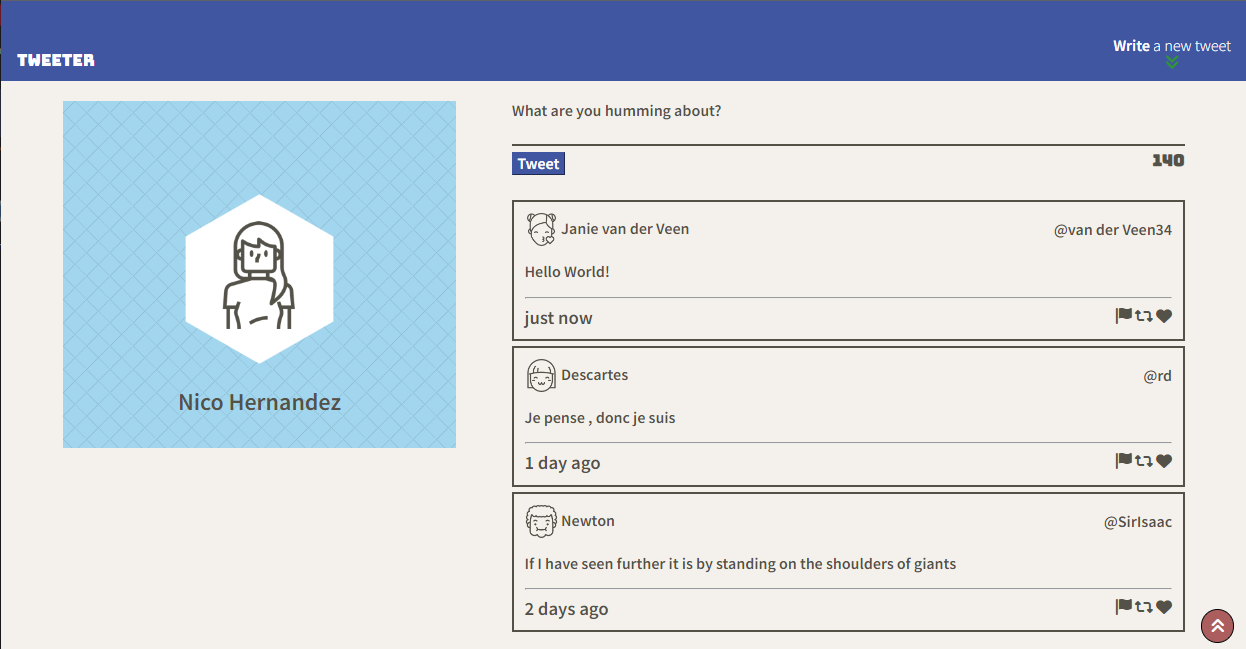 TWEETER
Write a new tweet
Nico Hernandez
What are you humming about?
Tweet
140
Janie van der Veen
@van der Veen34
Hello World!
just now
Descartes
@rd
Je pense , donc je suis
1 day ago
Newton
@SirIsaac
If I have seen further it is by standing on the shoulders of giants
2 days ago